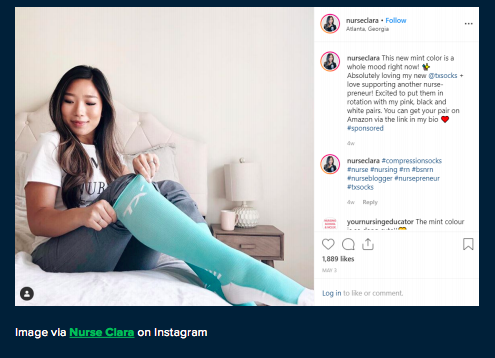 nurseclara • Follow
Atlanta, Georgia
nurseclara This new mint color is a
whole mood right now!
Absolutely loving my new @txsocks +
love supporting another nurse-
preneur! Excited to put them in
rotation with my pink, black and
white pairs. You can get your pair on
Amazon via the link in my bio ❤️
#sponsored
8w
nurseclara #compressionsocks
#nurse #nursing #rn #bsnrn
#nurseblogger #nursepreneur
#txsocks
8w Reply
yournursingeducator The mint colour
1,889 likes
MAY 3
Log in to like or comment.
Image via Nurse Clara on Instagram